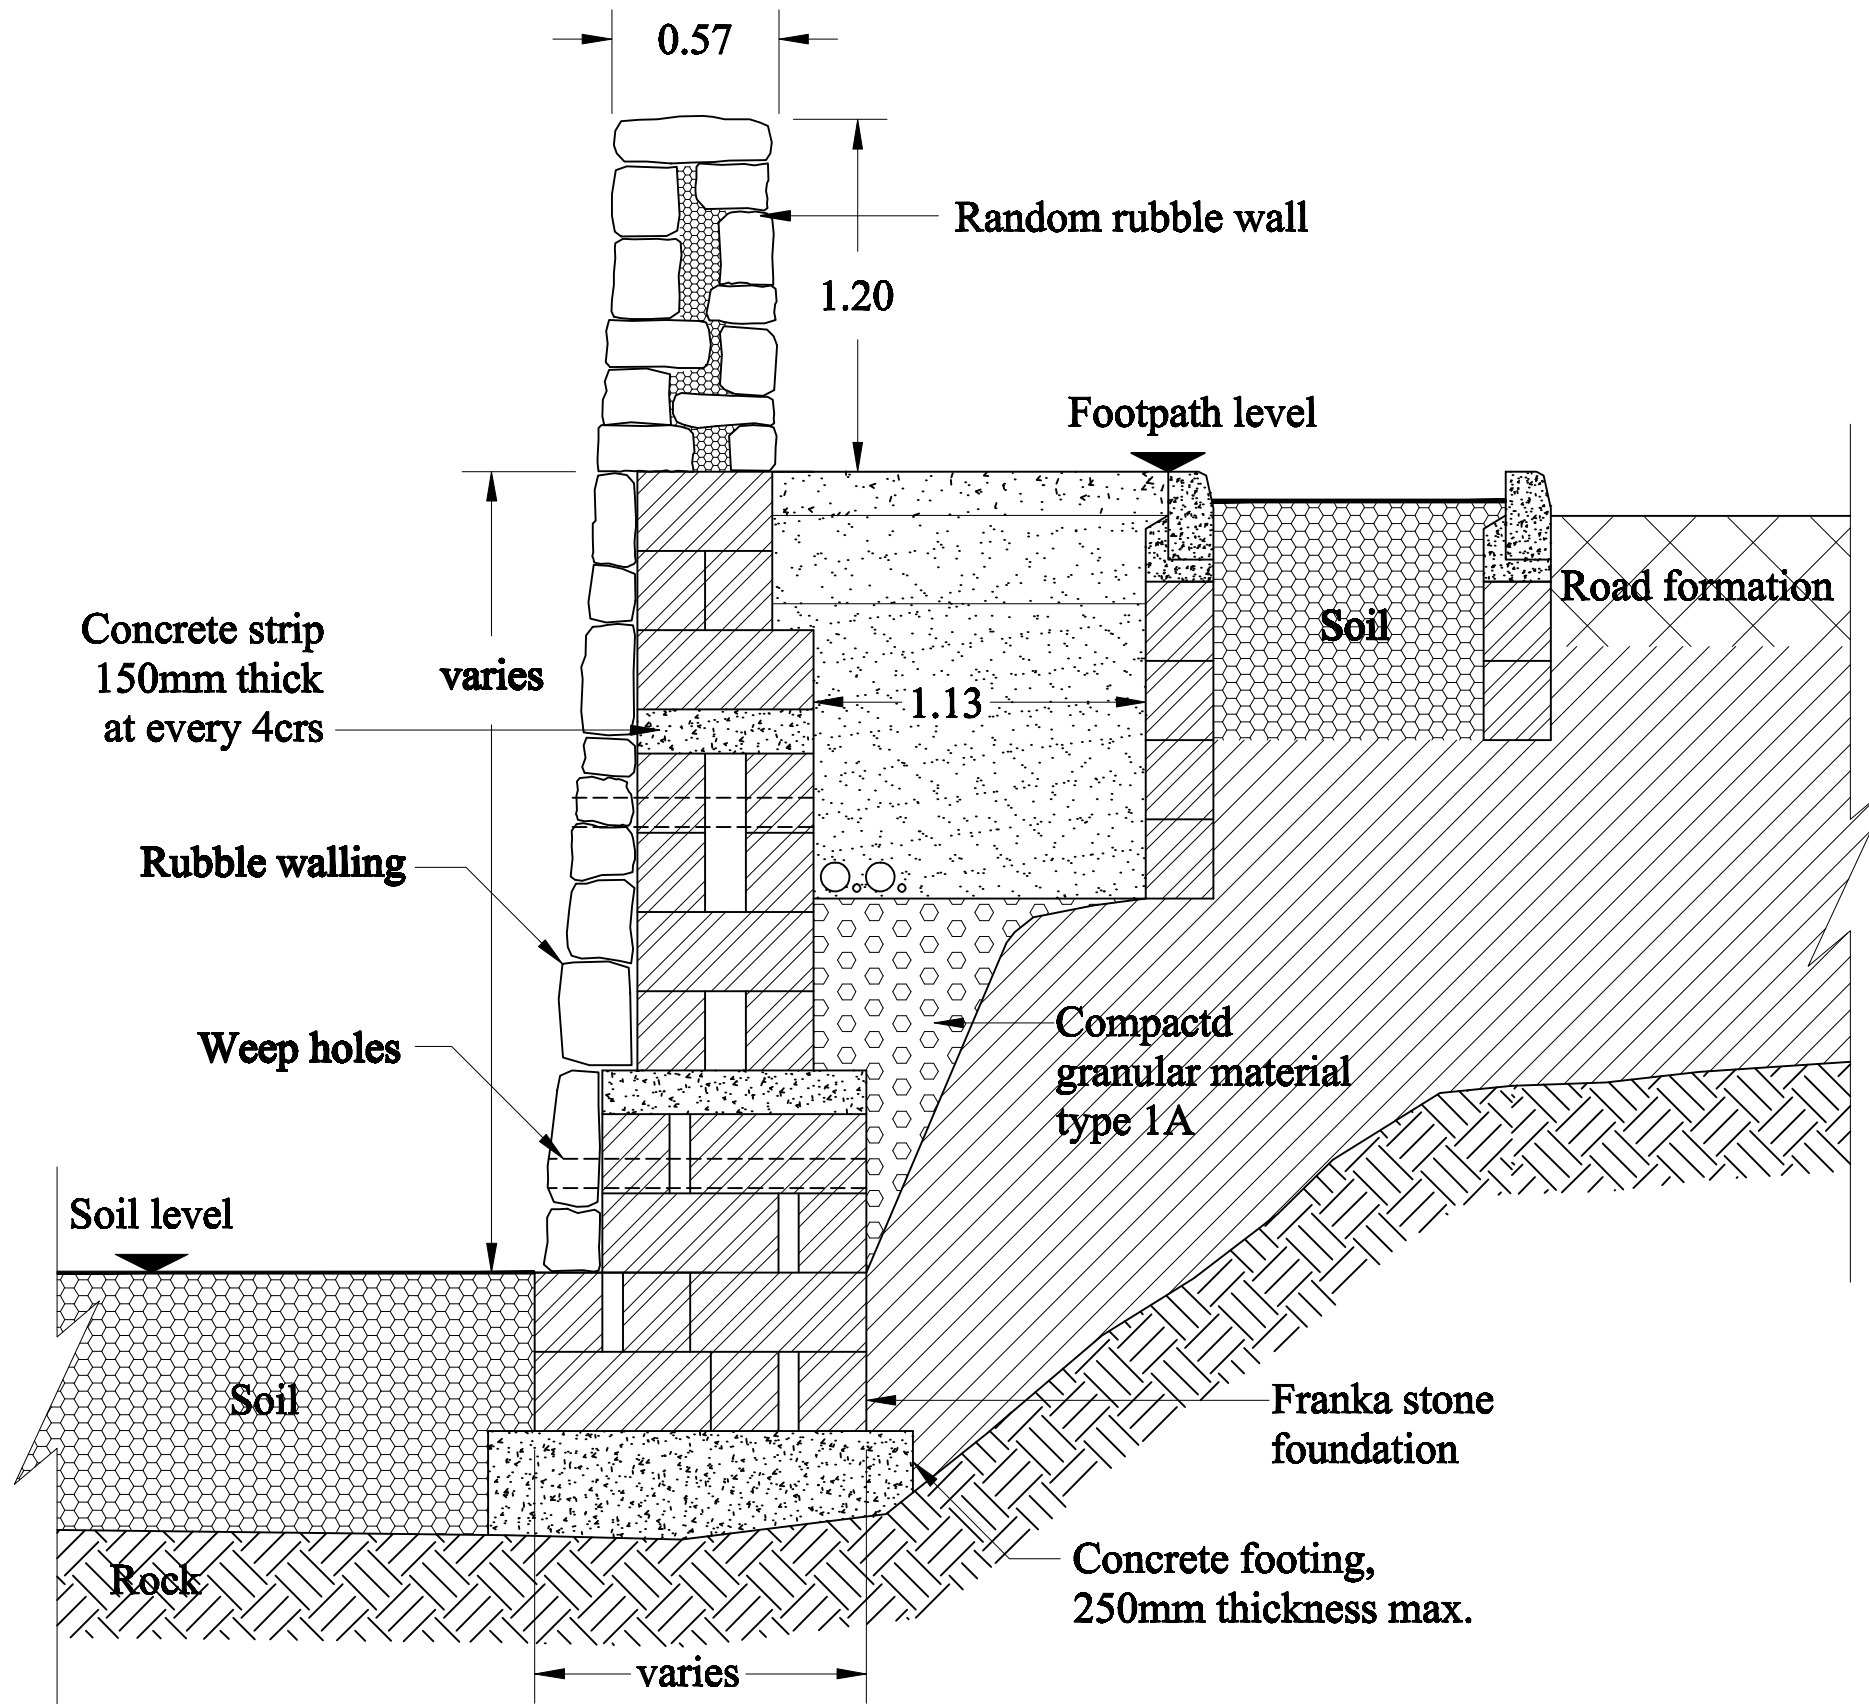 0.57
Random rubble wall
1.20
Footpath level
Concrete strip
150mm thick
at every 4crs
varies
Road formation
Soil
1.13
Rubble walling
Weep holes
Compactd
granular material
type 1A
Soil level
Soil
Franka stone
foundation
Rock
Concrete footing,
250mm thickness max.
varies